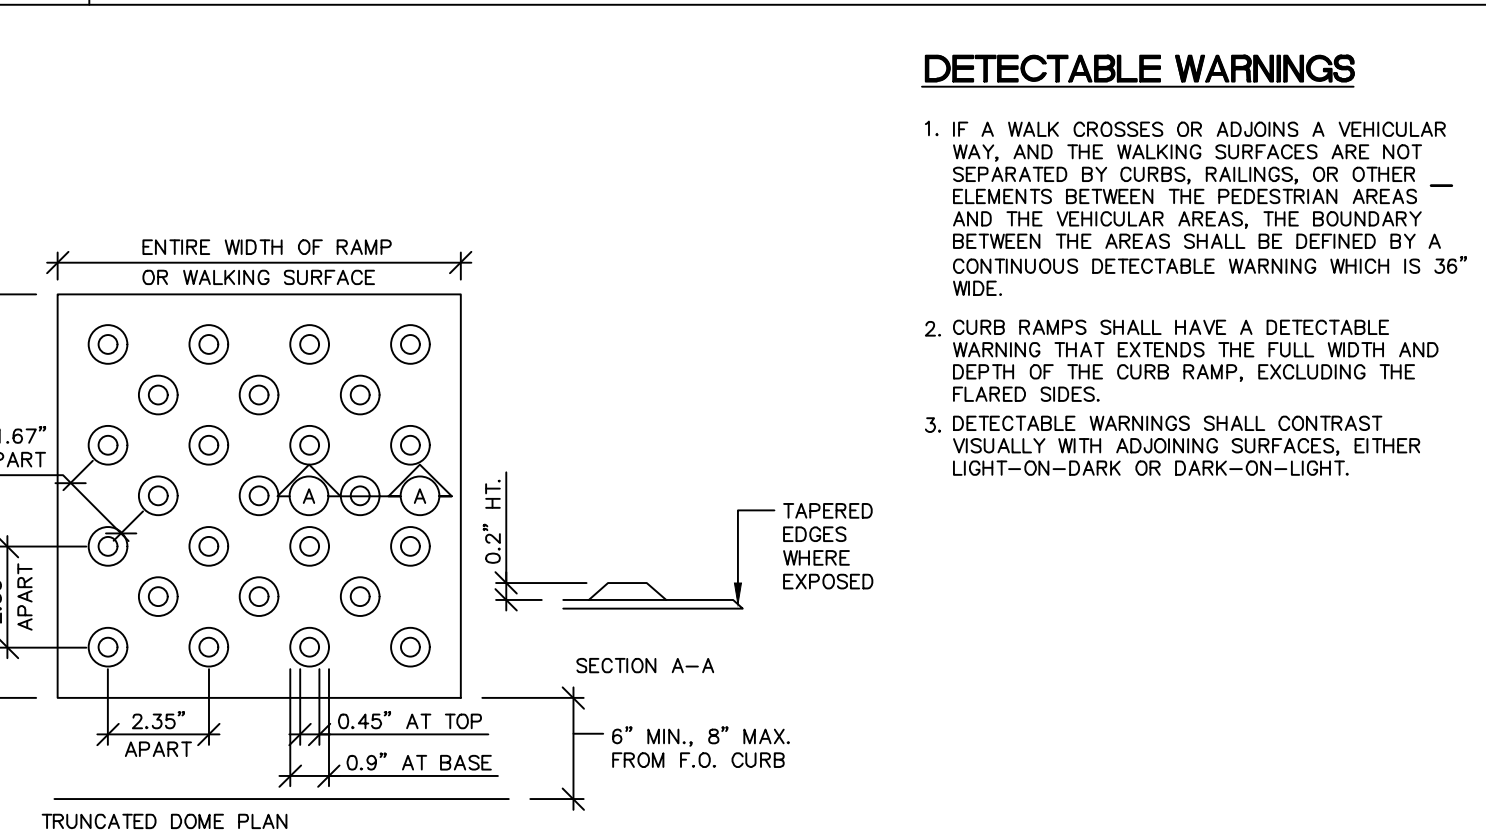 DETECTABLE WARNINGS
1. IF A WALK CROSSES OR ADJOINS A VEHICULAR
WAY, AND THE WALKING SURFACES ARE NOT
SEPARATED BY CURBS, RAILINGS, OR OTHER
ELEMENTS BETWEEN THE PEDESTRIAN AREAS
AND THE VEHICULAR AREAS, THE BOUNDARY
BETWEEN THE AREAS SHALL BE DEFINED BY A
CONTINUOUS DETECTABLE WARNING WHICH IS 36”
WIDE.
2. CURB RAMPS SHALL HAVE A DETECTABLE
WARNING THAT EXTENDS THE FULL WIDTH AND
DEPTH OF THE CURB RAMP, EXCLUDING THE
FLARED SIDES.
3. DETECTABLE WARNINGS SHALL CONTRAST
VISUALLY WITH ADJOINING SURFACES, EITHER
LIGHT-ON-DARK OR DARK-ON-LIGHT.
ENTIRE WIDTH OF RAMP
OR WALKING SURFACE
.67”
PART
A
A
APART
0.2” HT.
TAPERED
EDGES
WHERE
EXPOSED
SECTION A-A
2.35”
APART
0.45” AT TOP
0.9” AT BASE
6” MIN., 8” MAX.
FROM F.O. CURB
TRUNCATED DOME PLAN